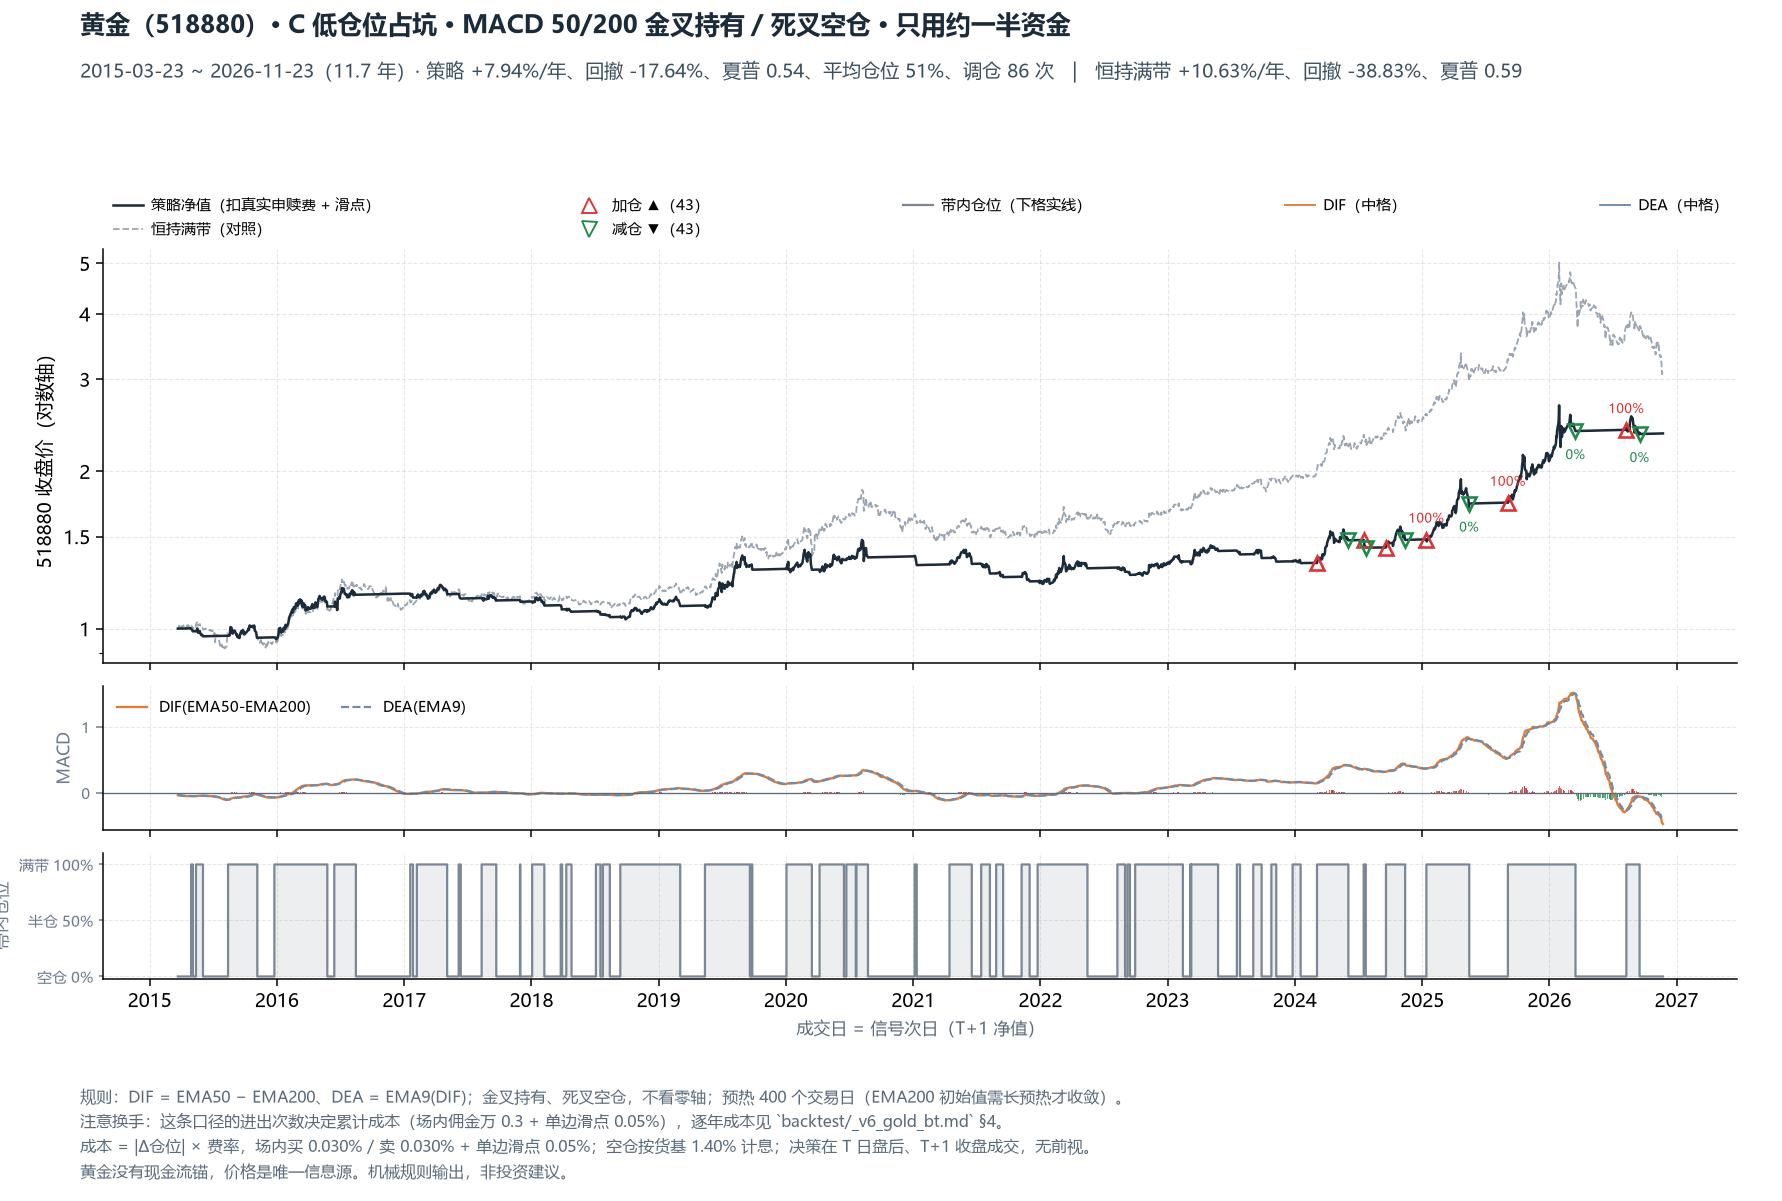 黄金（518880）• C 低仓位占坑 • MACD 50/200 金叉持有 / 死叉空仓 • 只用约一半资金
2015-03-23 ~ 2026-11-23（11.7 年）· 策略 +7.94%/年、回撤 -17.64%、夏普 0.54、平均仓位 51%、调仓 86 次 | 恒持满带 +10.63%/年、回撤 -38.83%、夏普 0.59
策略净值（扣真实申赎费 + 滑点）
恒持满带（对照）
加仓 ▲（43）
减仓 ▼（43）
带内仓位（下格实线）
DIF（中格）
DEA（中格）
518880 收盘价（对数轴）
5
4
3
2
1.5
1
100%
0%
100%
0%
100%
0%
DIF(EMA50-EMA200)
DEA(EMA9)
MACD
1
0
带内仓位
满带 100%
半仓 50%
空仓 0%
2015 2016 2017 2018 2019 2020 2021 2022 2023 2024 2025 2026 2027
成交日 = 信号次日（T+1 净值）
规则：DIF = EMA50 − EMA200、DEA = EMA9(DIF)；金叉持有、死叉空仓，不看零轴；预热 400 个交易日（EMA200 初始值需长预热才收敛）。
注意换手：这条口径的进出次数决定累计成本（场内佣金万 0.3 + 单边滑点 0.05%），逐年成本见 `backtest/_v6_gold_bt.md` §4。
成本 = |Δ仓位| × 费率，场内买 0.030% / 卖 0.030% + 单边滑点 0.05%；空仓按货基 1.40% 计息；决策在 T 日盘后、T+1 收盘成交，无前视。
黄金没有现金流锚，价格是唯一信息源。机械规则输出，非投资建议。